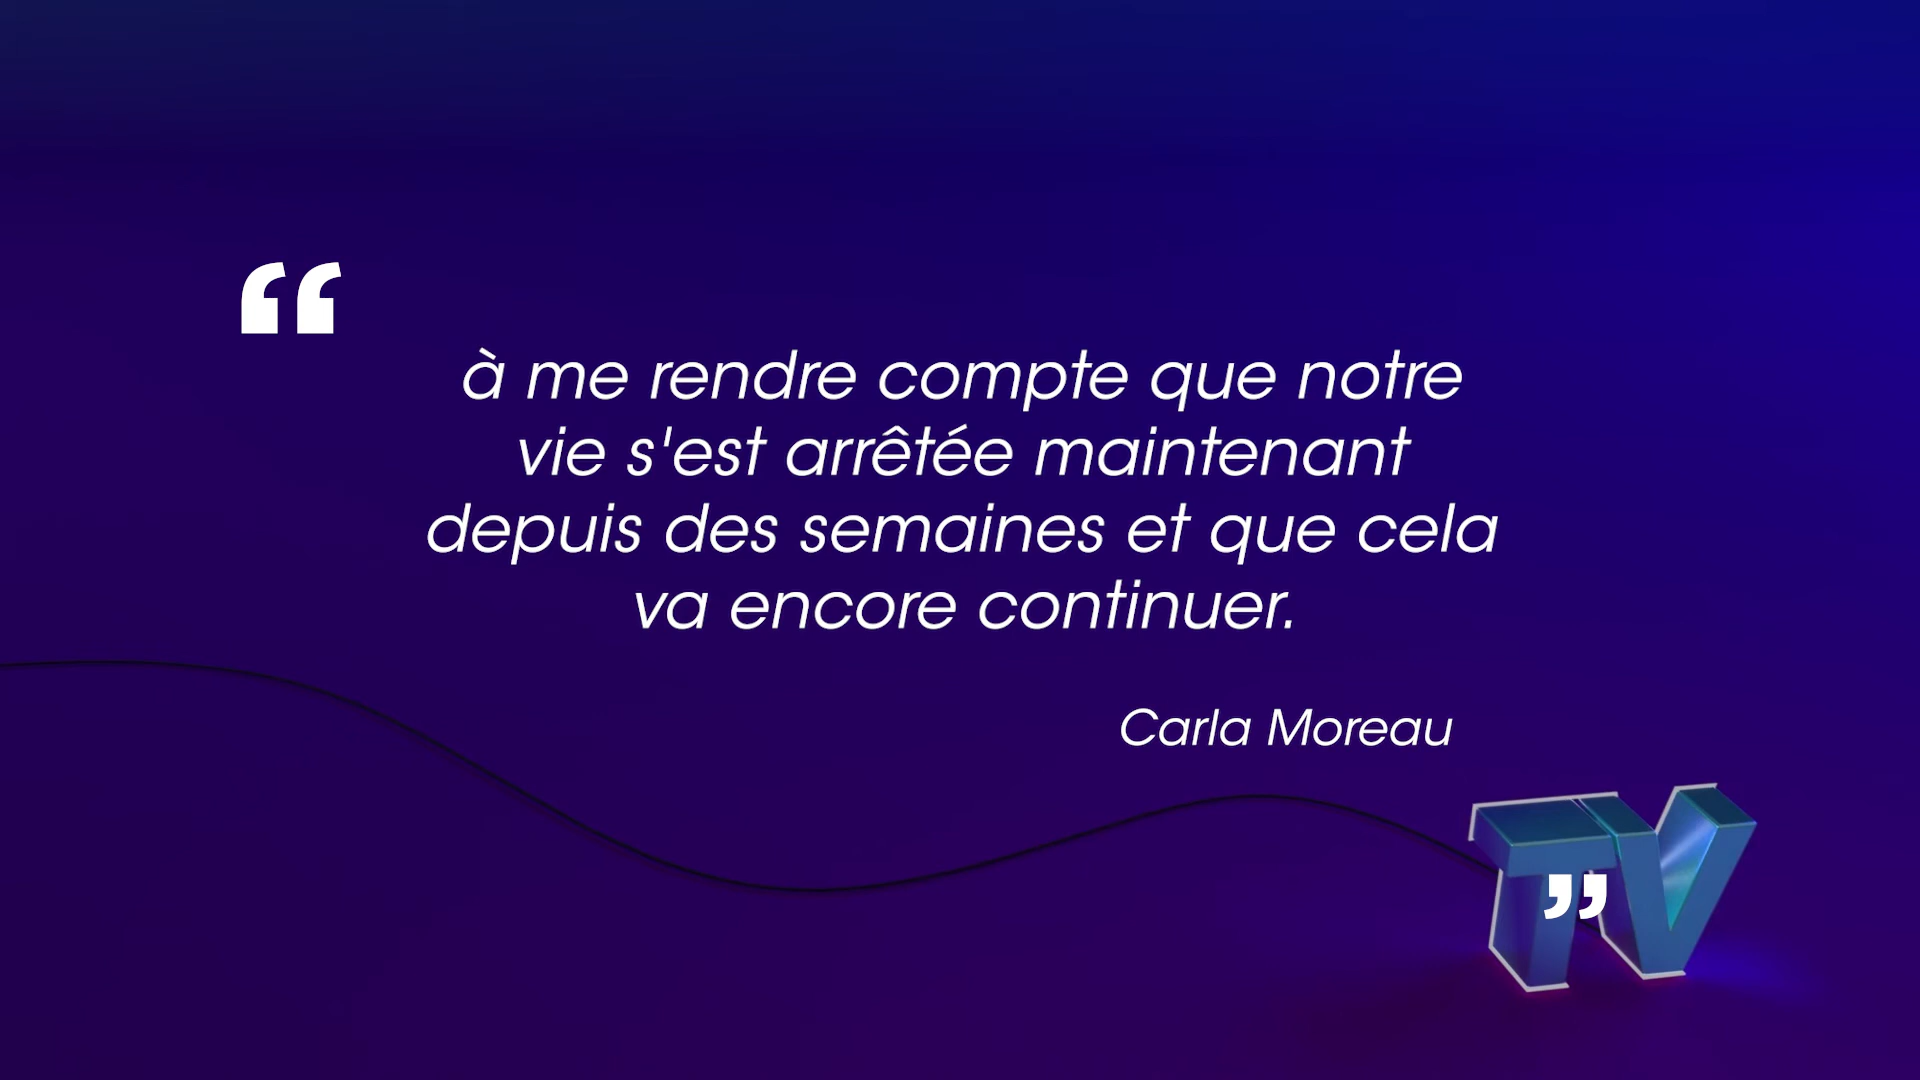 “
à me rendre compte que notre
vie s'est arrêtée maintenant
depuis des semaines et que cela
va encore continuer.
Carla Moreau
TV
”